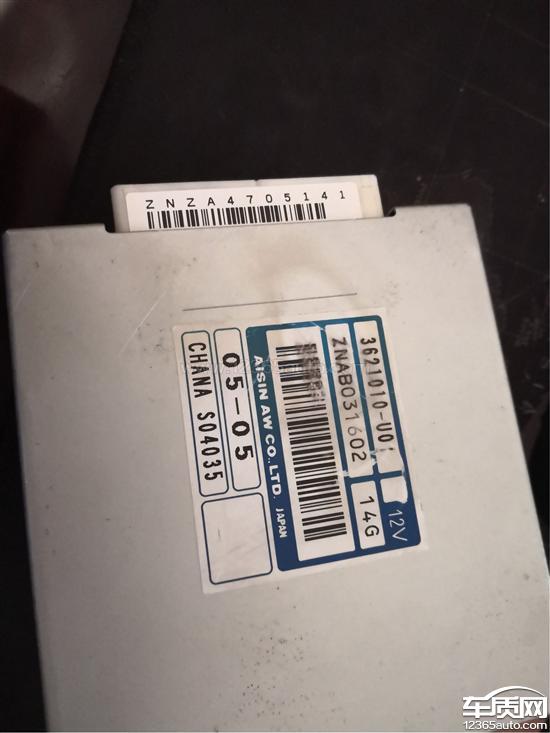 ZNZA4705141
3621010-U01
12V
ZNAB031602
14G
AISIN AW CO.,LTD. JAPAN
05-05
CHINA S04035
车质网
12365auto.com